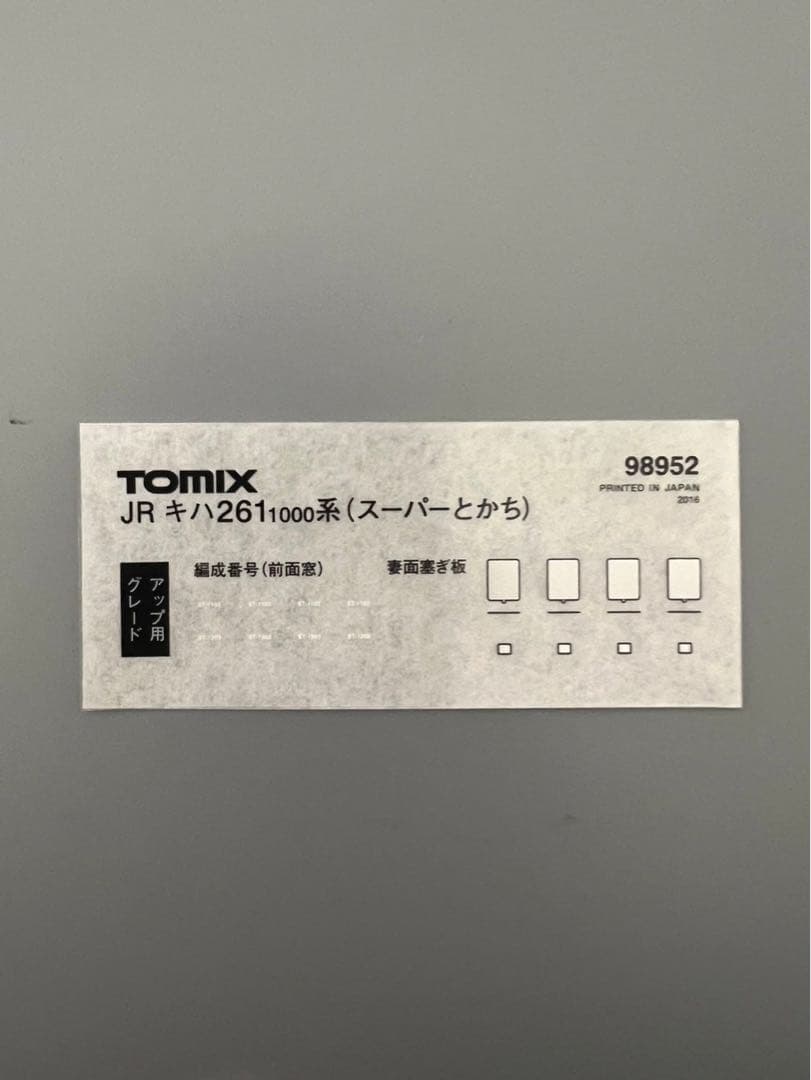 TOMIX
98952
PRINTED IN JAPAN
2016
JR キハ261 1000系(スーパーとかち)
アップ用
グレード
編成番号(前面窓)
妻面塞ぎ板